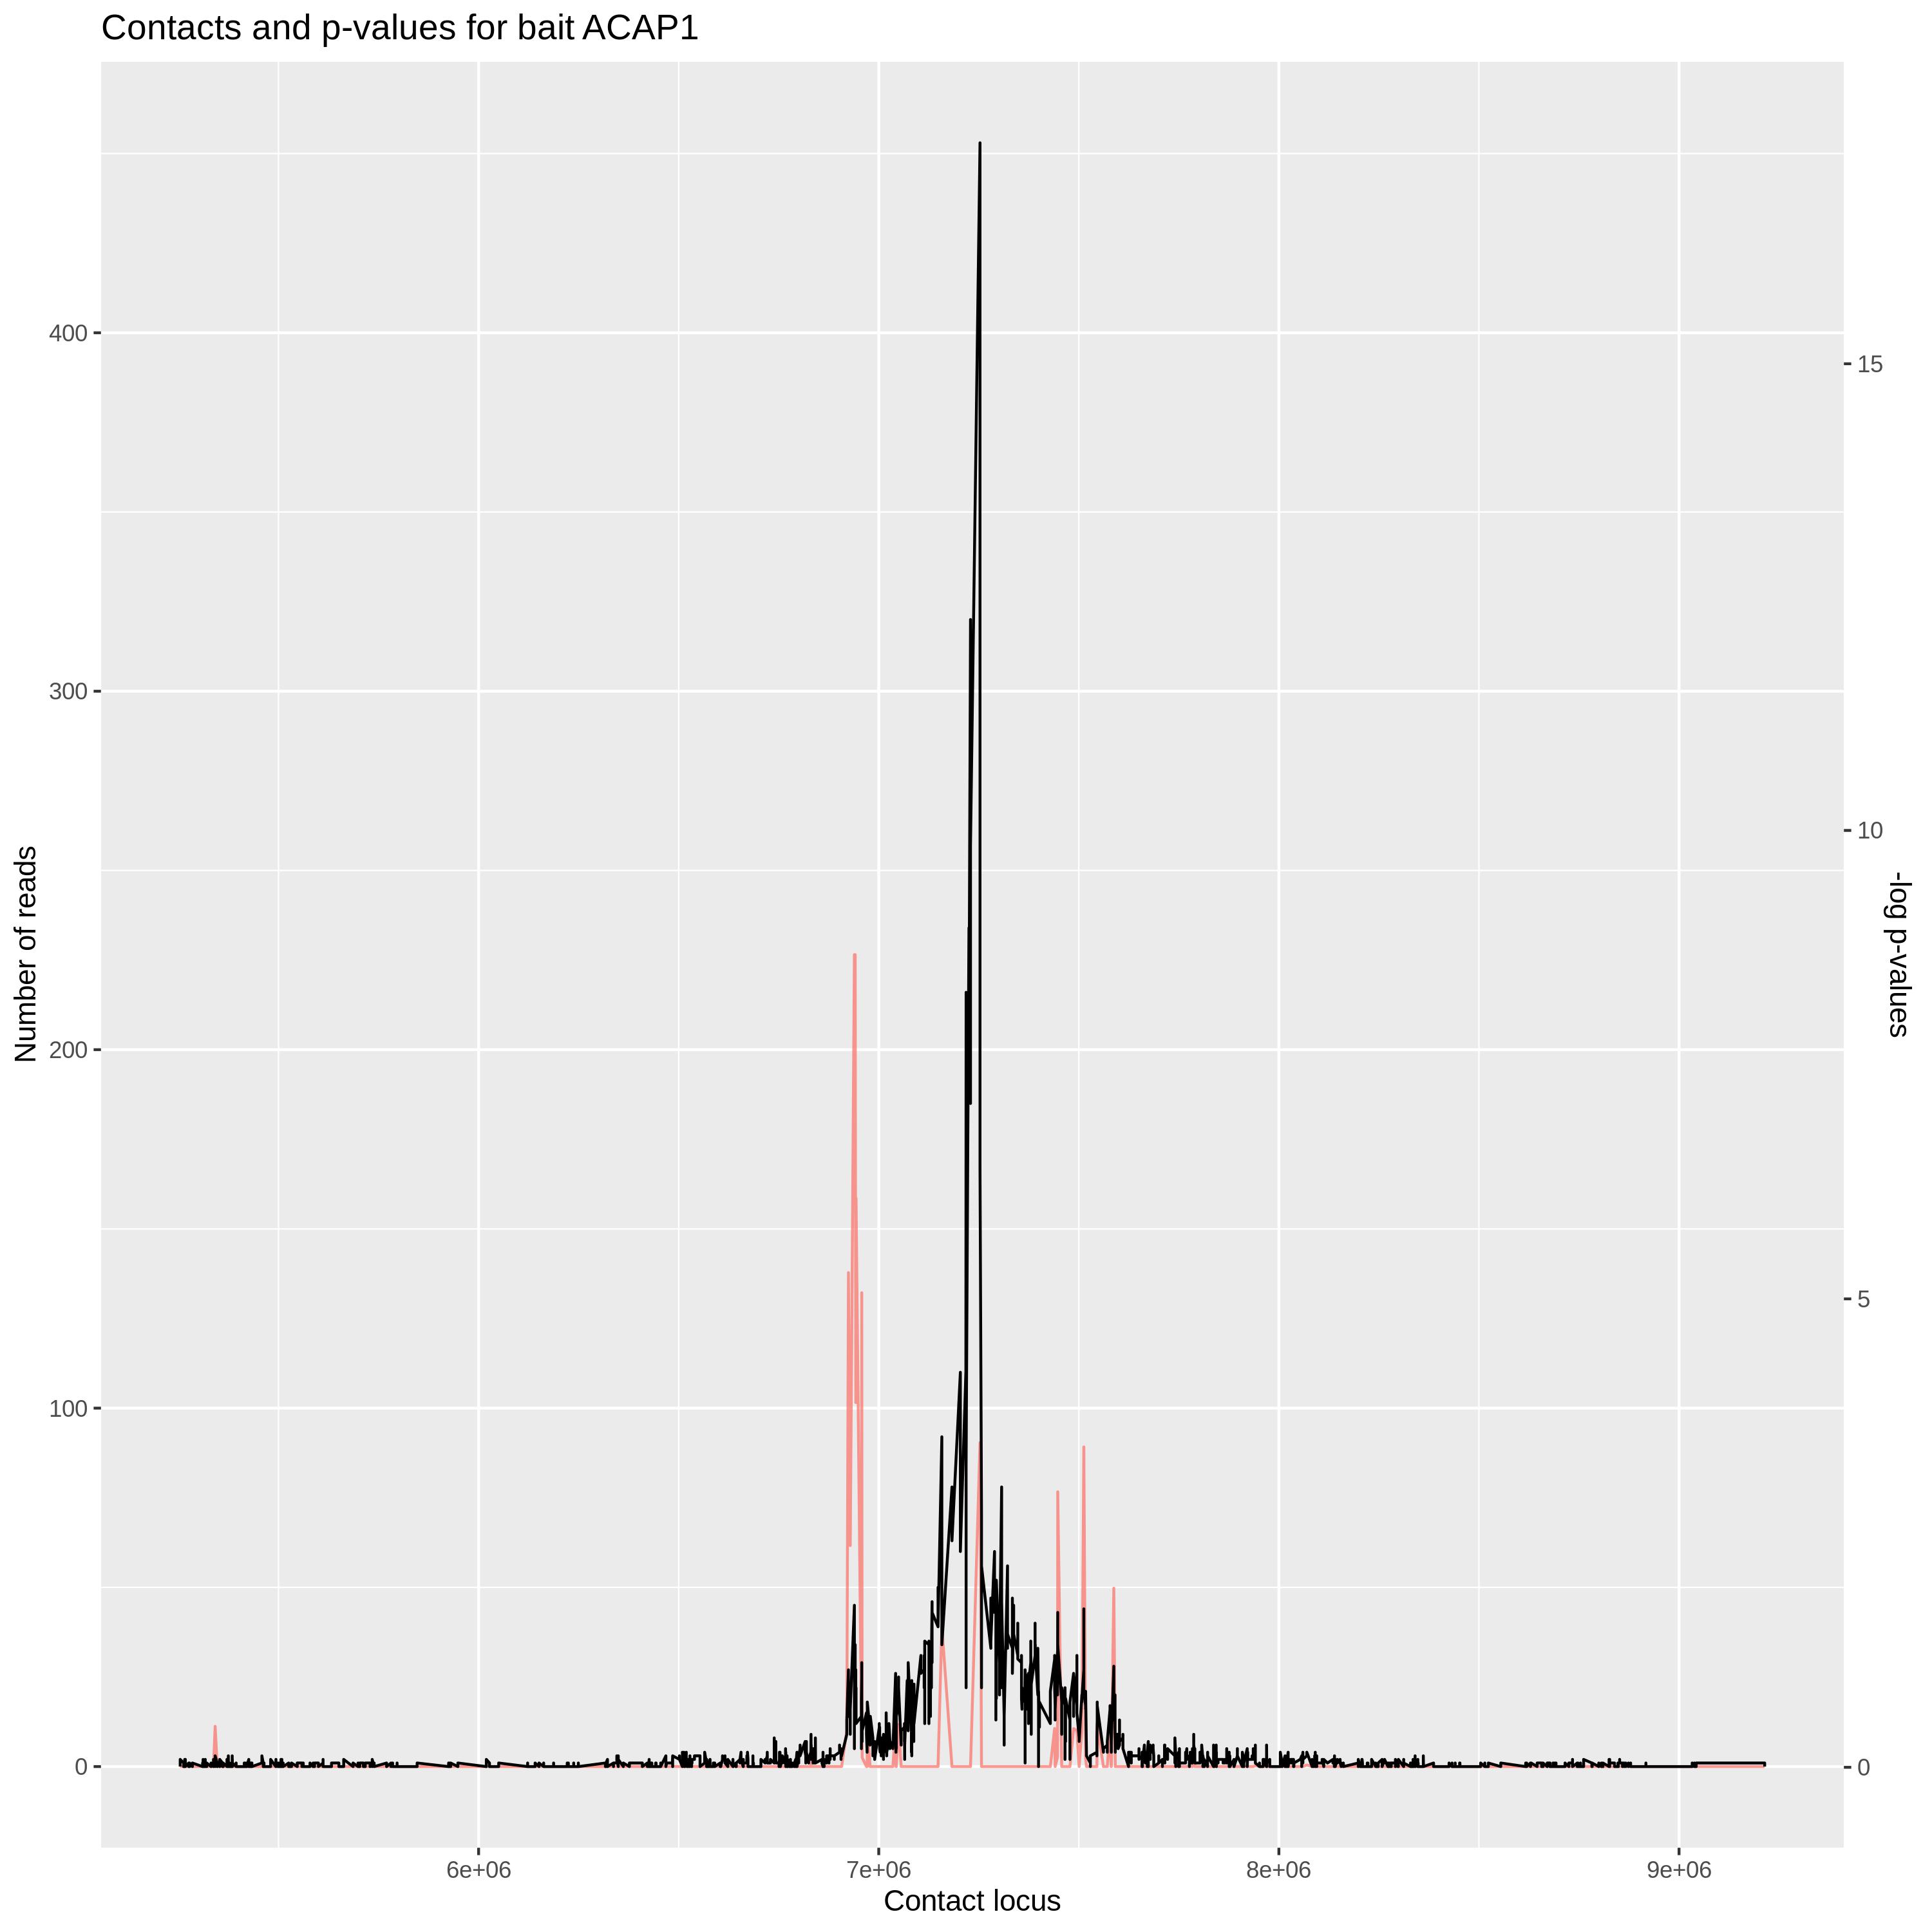 Contacts and p-values for bait ACAP1
400
300
200
100
0
Number of reads
15
10
5
0
-log p-values
6e+06
7e+06
8e+06
9e+06
Contact locus